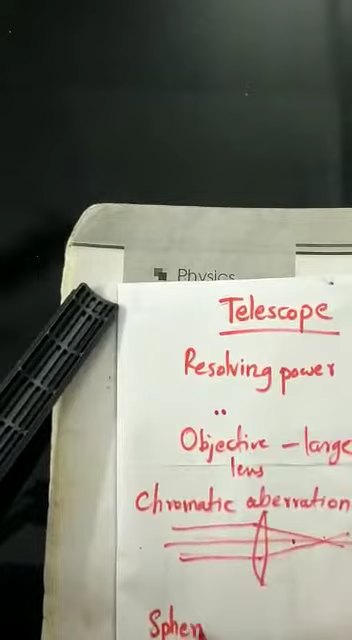 Physics
Telescope
Resolving power
Objective - large
lens
Chromatic aberration
Spher